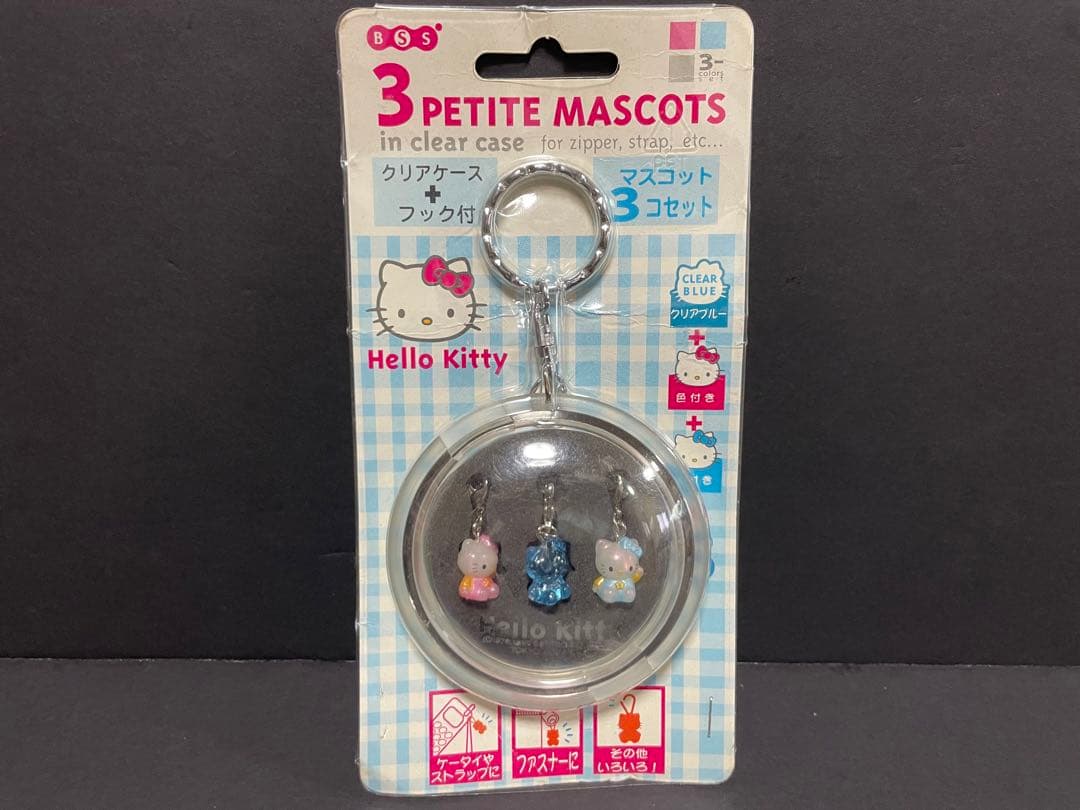 BSS
3-
colors
set
3 PETITE MASCOTS
in clear case for zipper, strap, etc...
PET
クリアケース
+
フック付
マスコット
3コセット
Hello Kitty
CLEAR
BLUE
クリアブルー
+
色付き
+
き
Hello Kitt
ケータイや
ストラップに
ファスナーに
その他
いろいろ!